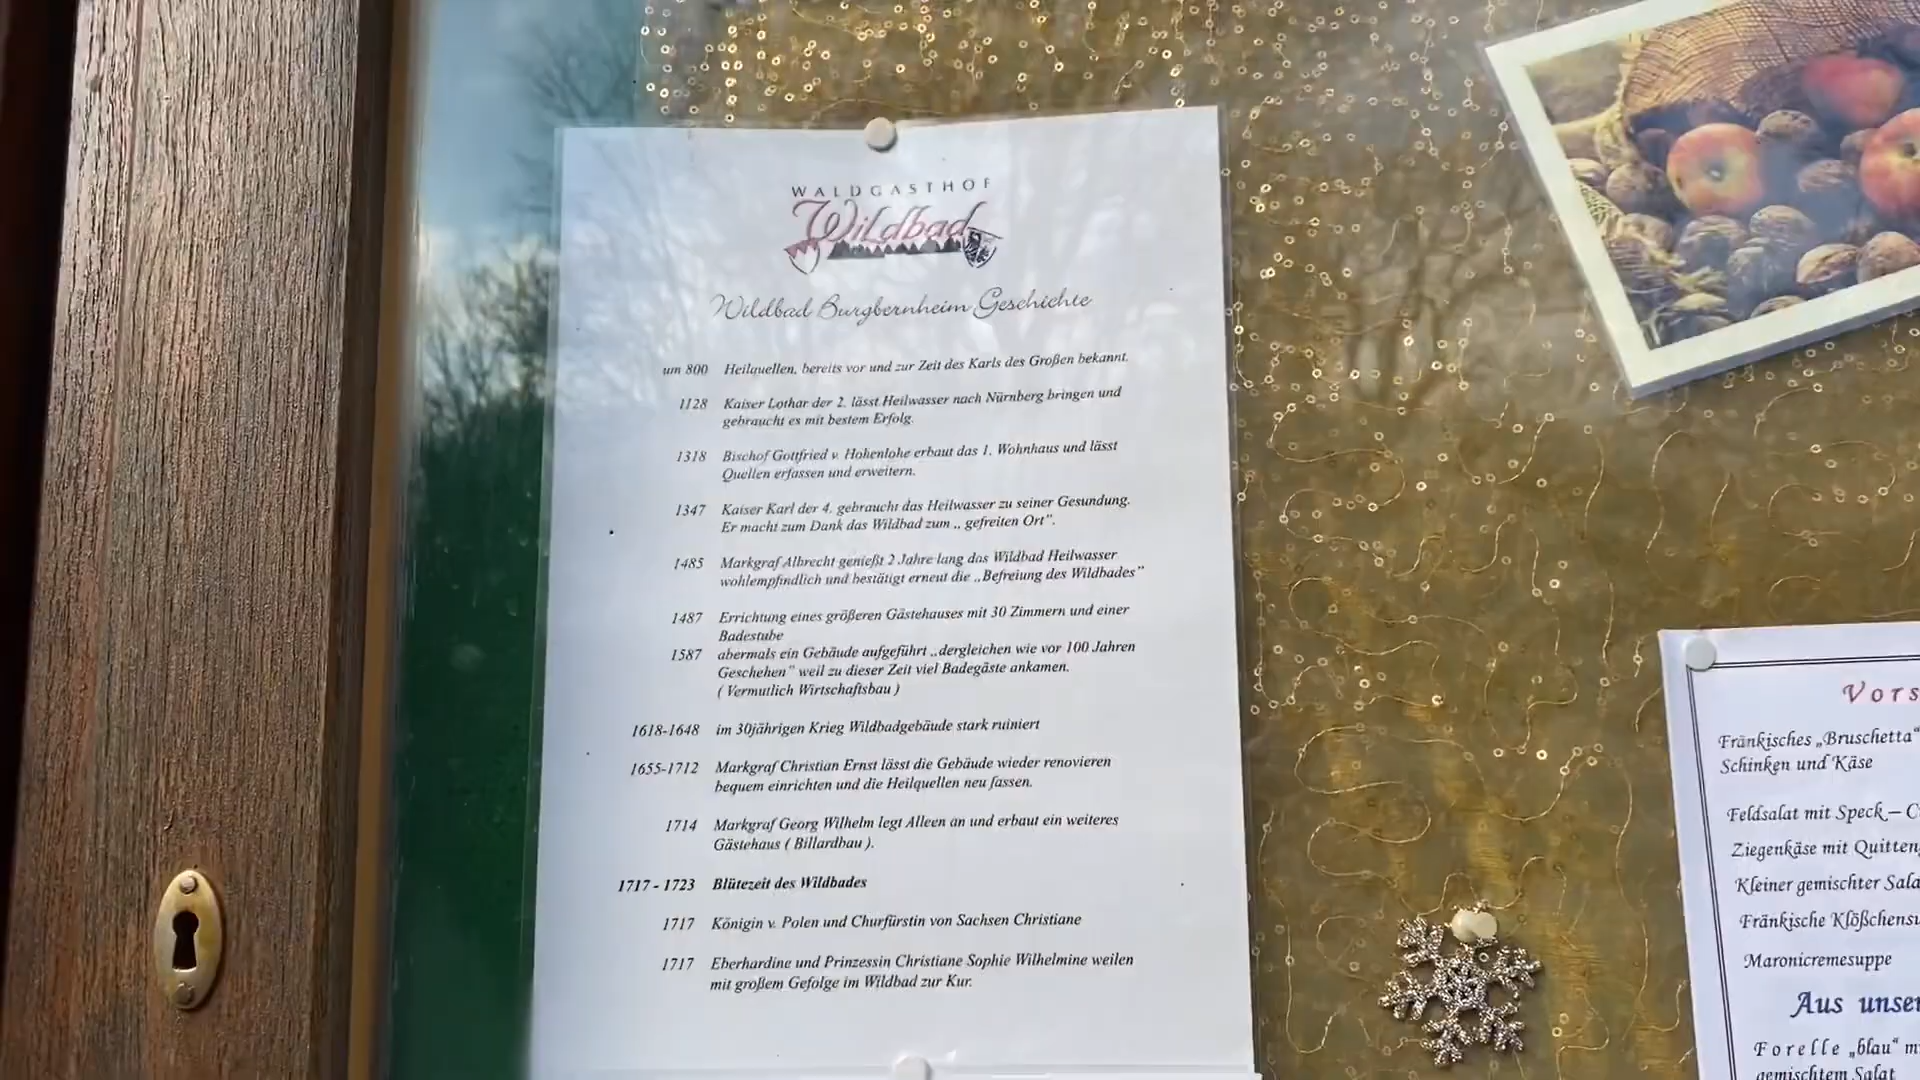 WALDGASTHOF
Wildbad
Wildbad Burgbernheim Geschichte
um 800 Heilquellen, bereits vor und zur Zeit des Karls des Großen bekannt.
1128 Kaiser Lothar der 2. lässt Heilwasser nach Nürnberg bringen und
gebraucht es mit bestem Erfolg.
1318 Bischof Gottfried v. Hohenlohe erbaut das 1. Wohnhaus und lässt
Quellen erfassen und erweitern.
1347 Kaiser Karl der 4. gebraucht das Heilwasser zu seiner Gesundung.
Er macht zum Dank das Wildbad zum „ gefreiten Ort".
1485 Markgraf Albrecht genießt 2 Jahre lang das Wildbad Heilwasser
wohlempfindlich und bestätigt erneut die „Befreiung des Wildbades"
1487 Errichtung eines größeren Gästehauses mit 30 Zimmern und einer
Badestube
1587 abermals ein Gebäude aufgeführt „dergleichen wie vor 100 Jahren
Geschehen" weil zu dieser Zeit viel Badegäste ankamen.
( Vermutlich Wirtschaftsbau )
1618-1648 im 30jährigen Krieg Wildbadgebäude stark ruiniert
1655-1712 Markgraf Christian Ernst lässt die Gebäude wieder renovieren
bequem einrichten und die Heilquellen neu fassen.
1714 Markgraf Georg Wilhelm legt Alleen an und erbaut ein weiteres
Gästehaus ( Billardbau ).
1717 - 1723 Blütezeit des Wildbades
1717 Königin v. Polen und Churfürstin von Sachsen Christiane
1717 Eberhardine und Prinzessin Christiane Sophie Wilhelmine weilen
mit großem Gefolge im Wildbad zur Kur.
Vors
Fränkisches „Bruschetta"
Schinken und Käse
Feldsalat mit Speck –
Ziegenkäse mit Quitten
Kleiner gemischter Sala
Fränkische Klößchensu
Maronicremesuppe
Aus unser
Forelle „blau" m
gemischtem Salat